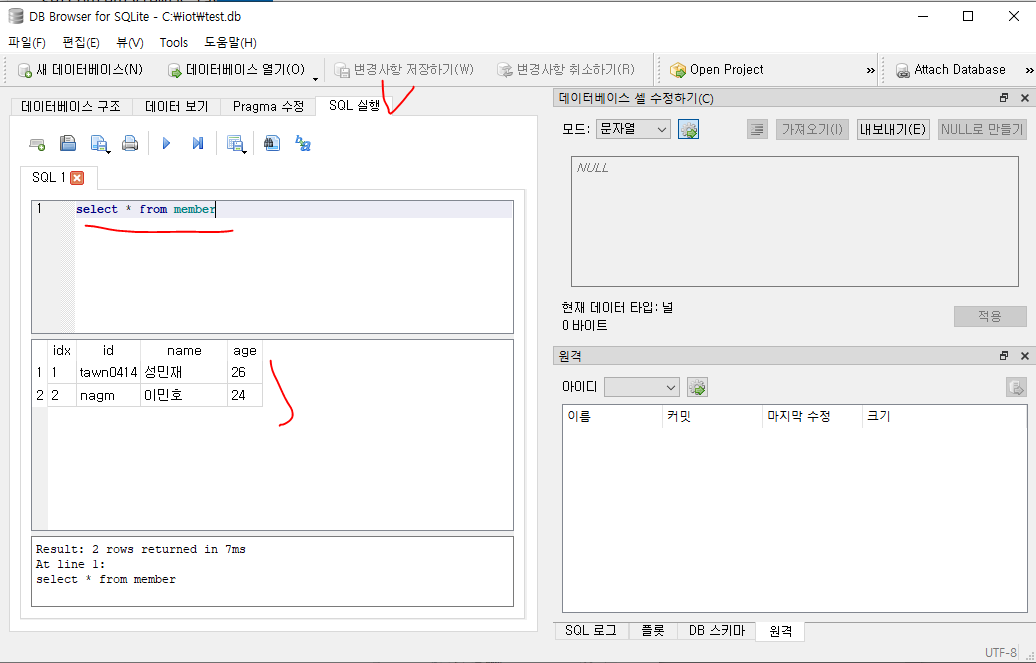 DB Browser for SQLite - C:₩iot₩test.db
파일(F) 편집(E) 뷰(V) Tools 도움말(H)
새 데이터베이스(N) 데이터베이스 열기(O) 변경사항 저장하기(W) 변경사항 취소하기(R) Open Project » Attach Database »
데이터베이스 구조 데이터 보기 Pragma 수정 SQL 실행
SQL 1
1 select * from member
idx id name age
1 1 tawn0414 성민재 26
2 2 nagm 이민호 24
Result: 2 rows returned in 7ms
At line 1:
select * from member
데이터베이스 셀 수정하기(C)
모드: 문자열 가져오기(I) 내보내기(E) NULL로 만들기
NULL
현재 데이터 타입: 널
0 바이트
적용
원격
아이디
이름 커밋 마지막 수정 크기
SQL 로그 플롯 DB 스키마 원격
UTF-8